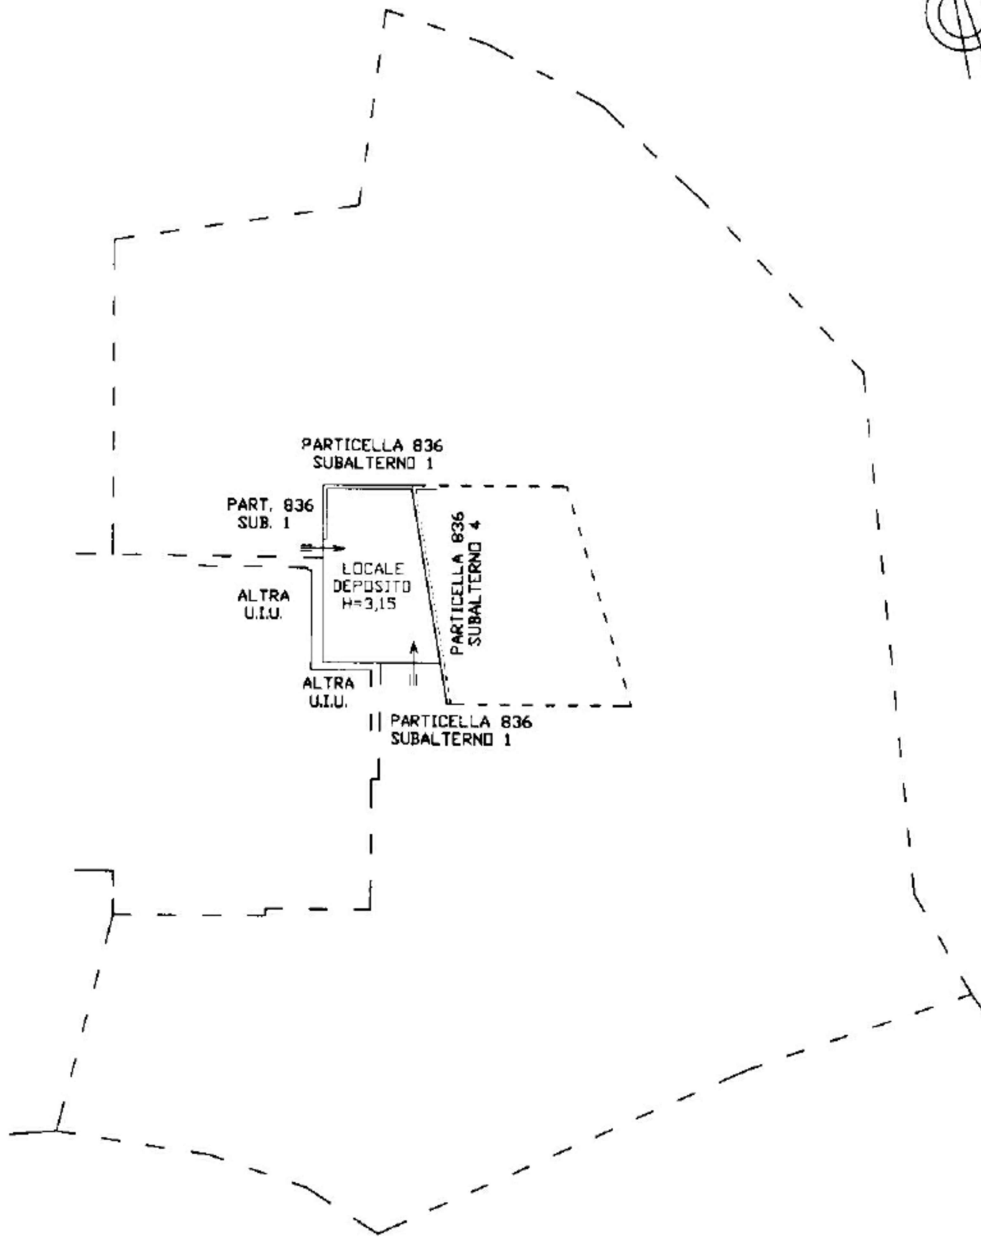 PARTICELLA 836
SUBALTERNO 1
PART. 836
SUB. 1
LOCALE
DEPOSITO
H=3,15
PARTICELLA 836
SUBALTERNO 4
ALTRA
U.I.U.
ALTRA
U.I.U.
PARTICELLA 836
SUBALTERNO 1